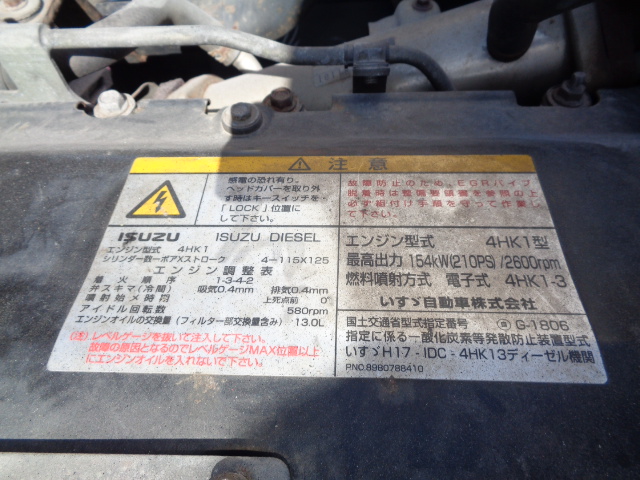 ⚠ 注意
感電の恐れ有り。
ヘッドカバーを取り外
す時はキースイッチを
「LOCK」位置に
して下さい。
ISUZU ISUZU DIESEL
エンジン型式 4HK1
シリンダー数−ボアXストローク 4−115X125
エンジン調整表
着火順序 1-3-4-2
弁スキマ(冷間) 吸気0.4mm 排気0.4mm
噴射始メ時期 上死点前 0°
アイドル回転数 580rpm
エンジンオイルの交換量(フィルター部交換量含み) 13.0L
レベルゲージを抜いて注入して下さい。
故障の原因となるのでレベルゲージMAX位置以上
にエンジンオイルを入れないで下さい。
故障防止のため、EGRパイプ
脱着時は整備要領書を参照の上
必ず組付け手順を守って作業し
て下さい。
エンジン型式 4HK1型
最高出力 154kW(210PS)/2600rpm
燃料噴射方式 電子式 4HK1-3
いすゞ自動車株式会社
国土交通省型式指定番号 G-1806
指定に係る一酸化炭素等発散防止装置型式
いすゞH17-IDC-4HK13ディーゼル機関
PNO.8980788410